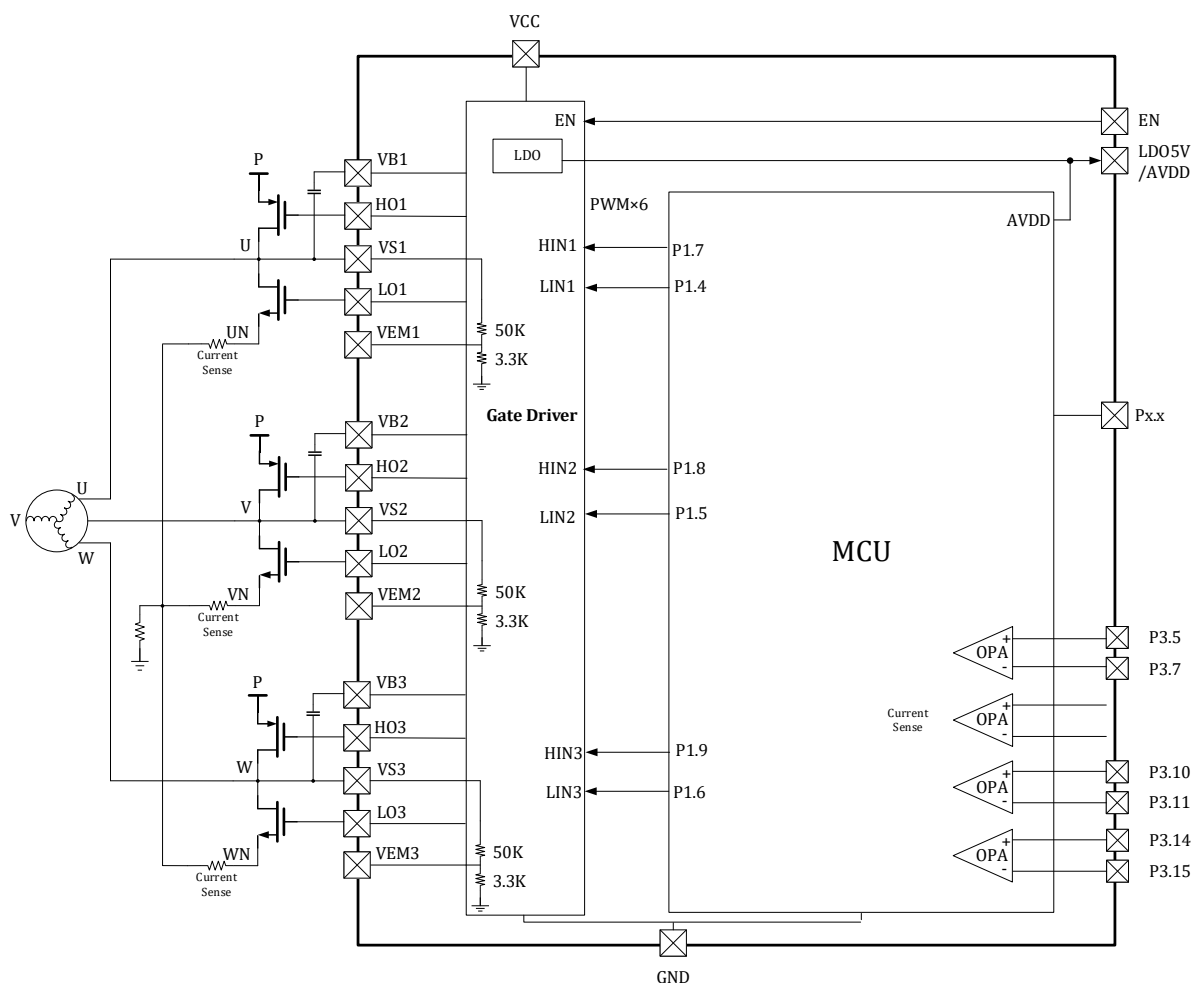 VCC
EN
EN
LDO
LDO5V
/AVDD
P
VB1
PWM×6
AVDD
HO1
U
VS1
HIN1
P1.7
LIN1
P1.4
LO1
UN
Current
Sense
VEM1
50K
3.3K
Gate Driver
P
VB2
Px.x
HO2
HIN2
P1.8
U
V
V
VS2
LIN2
P1.5
W
LO2
MCU
VN
Current
Sense
VEM2
50K
3.3K
+
OPA
-
P3.5
P3.7
P
VB3
Current
Sense
+
OPA
-
HO3
HIN3
P1.9
W
VS3
LIN3
P1.6
+
OPA
-
P3.10
P3.11
LO3
WN
Current
Sense
VEM3
50K
3.3K
+
OPA
-
P3.14
P3.15
GND